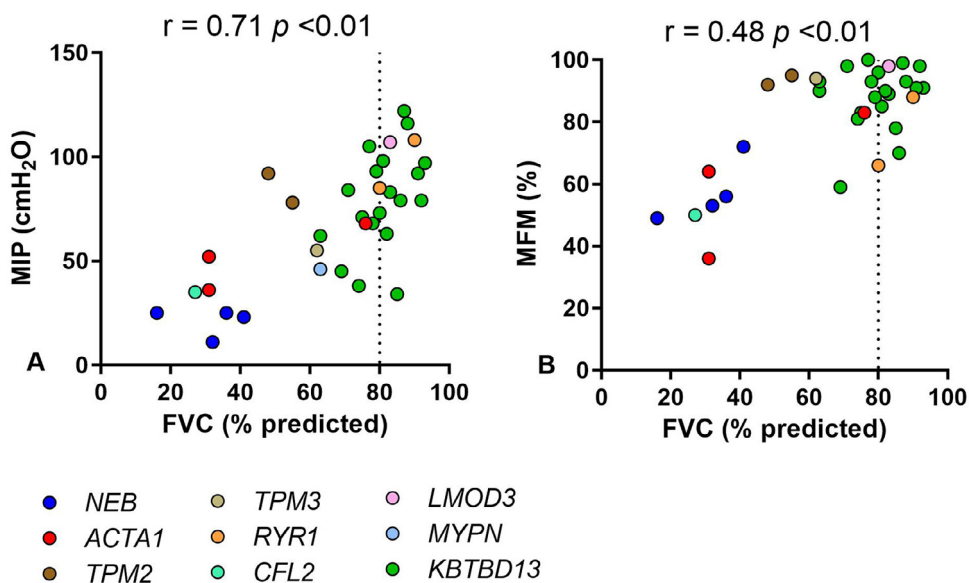 r = 0.71 p <0.01
150
100
50
0
MIP (cmH₂O)
A
0 20 40 60 80 100
FVC (% predicted)
r = 0.48 p <0.01
100
80
60
40
20
0
MFM (%)
B
0 20 40 60 80 100
FVC (% predicted)
NEB TPM3 LMOD3
ACTA1 RYR1 MYPN
TPM2 CFL2 KBTBD13